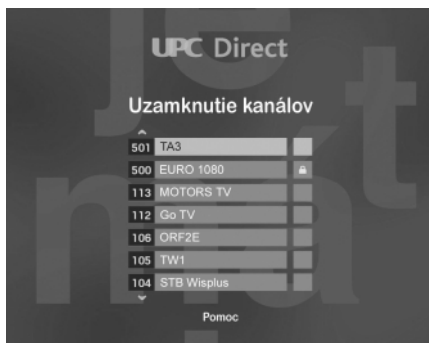 UPC Direct
Uzamknutie kanálov
501 TA3
500 EURO 1080
113 MOTORS TV
112 Go TV
106 ORF2E
105 TW1
104 STB Wisplus
Pomoc